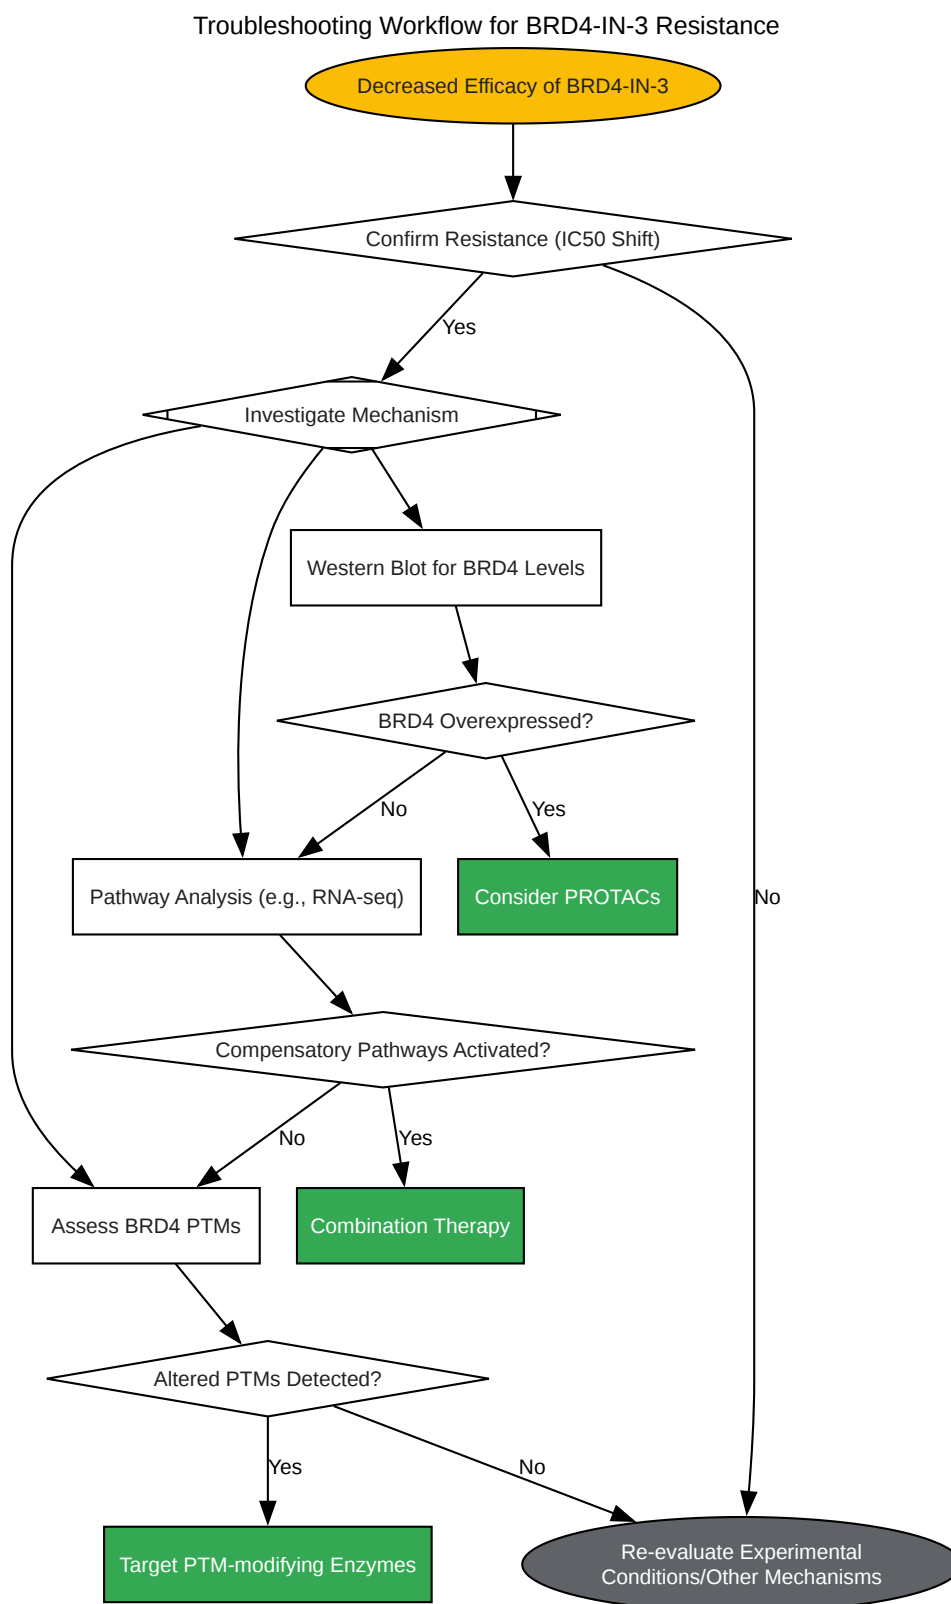 Troubleshooting Workflow for BRD4-IN-3 Resistance
Decreased Efficacy of BRD4-IN-3
Confirm Resistance (IC50 Shift)
Yes
Investigate Mechanism
Western Blot for BRD4 Levels
BRD4 Overexpressed?
No
Yes
Pathway Analysis (e.g., RNA-seq)
Consider PROTACs
No
Compensatory Pathways Activated?
No
Yes
Assess BRD4 PTMs
Combination Therapy
Altered PTMs Detected?
Yes
No
Target PTM-modifying Enzymes
Re-evaluate Experimental
Conditions/Other Mechanisms